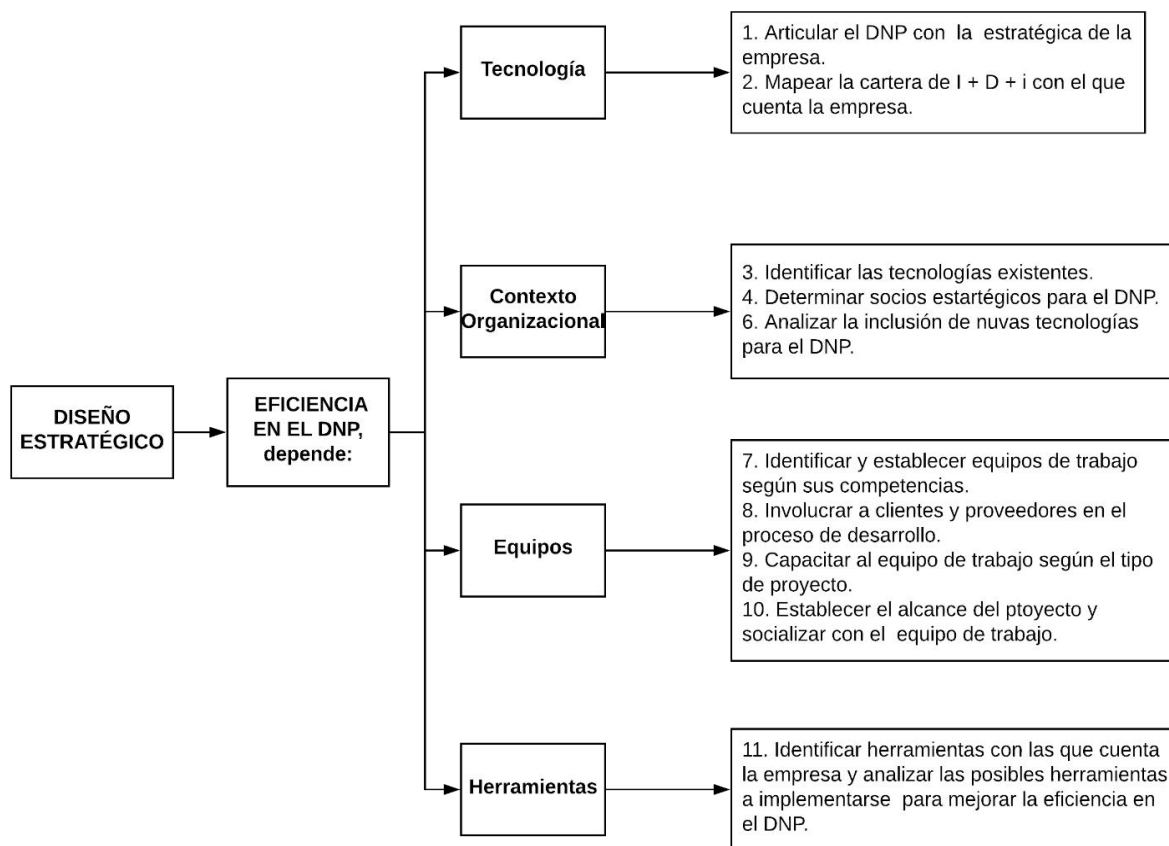 DISEÑO
ESTRATÉGICO
EFICIENCIA
EN EL DNP,
depende:
Tecnología
1. Articular el DNP con la estratégica de la
empresa.
2. Mapear la cartera de I + D + i con el que
cuenta la empresa.
Contexto
Organizacional
3. Identificar las tecnologías existentes.
4. Determinar socios estartégicos para el DNP.
6. Analizar la inclusión de nuvas tecnologías
para el DNP.
Equipos
7. Identificar y establecer equipos de trabajo
según sus competencias.
8. Involucrar a clientes y proveedores en el
proceso de desarrollo.
9. Capacitar al equipo de trabajo según el tipo
de proyecto.
10. Establecer el alcance del ptoyecto y
socializar con el equipo de trabajo.
Herramientas
11. Identificar herramientas con las que cuenta
la empresa y analizar las posibles herramientas
a implementarse para mejorar la eficiencia en
el DNP.